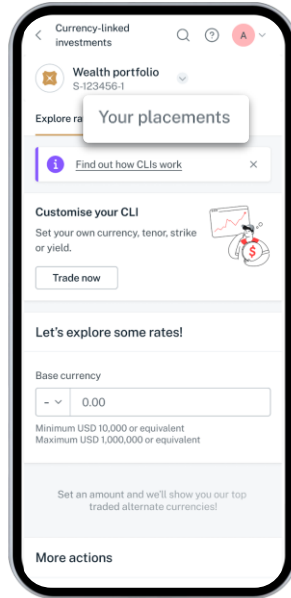 Currency-linked
investments
A
Wealth portfolio
S-123456-1
Explore ra
Your placements
i
Find out how CLIs work
Customise your CLI
Set your own currency, tenor, strike
or yield.
$
Trade now
Let's explore some rates!
Base currency
- 0.00
Minimum USD 10,000 or equivalent
Maximum USD 1,000,000 or equivalent
Set an amount and we'll show you our top
traded alternate currencies!
More actions